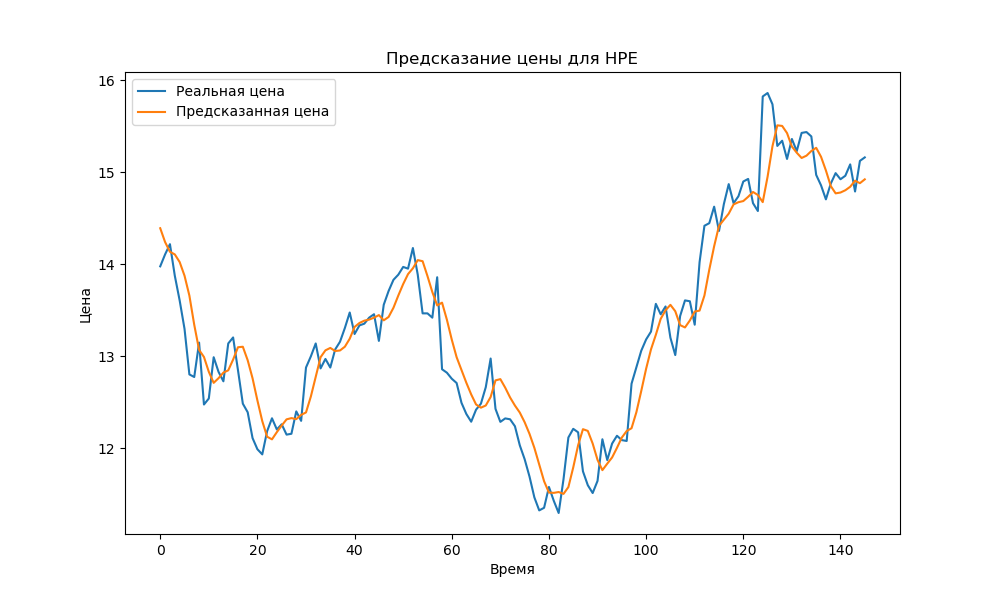 Предсказание цены для HPE
Реальная цена
Предсказанная цена
Цена
16
15
14
13
12
0 20 40 60 80 100 120 140
Время